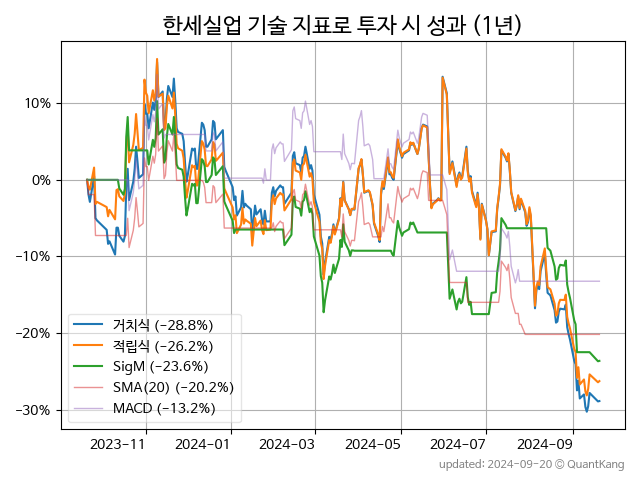 한세실업 기술 지표로 투자 시 성과 (1년)
10%
0%
−10%
−20%
−30%
거치식 (−28.8%)
적립식 (−26.2%)
SigM (−23.6%)
SMA(20) (−20.2%)
MACD (−13.2%)
2023-11 2024-01 2024-03 2024-05 2024-07 2024-09
updated: 2024-09-20 © QuantKang